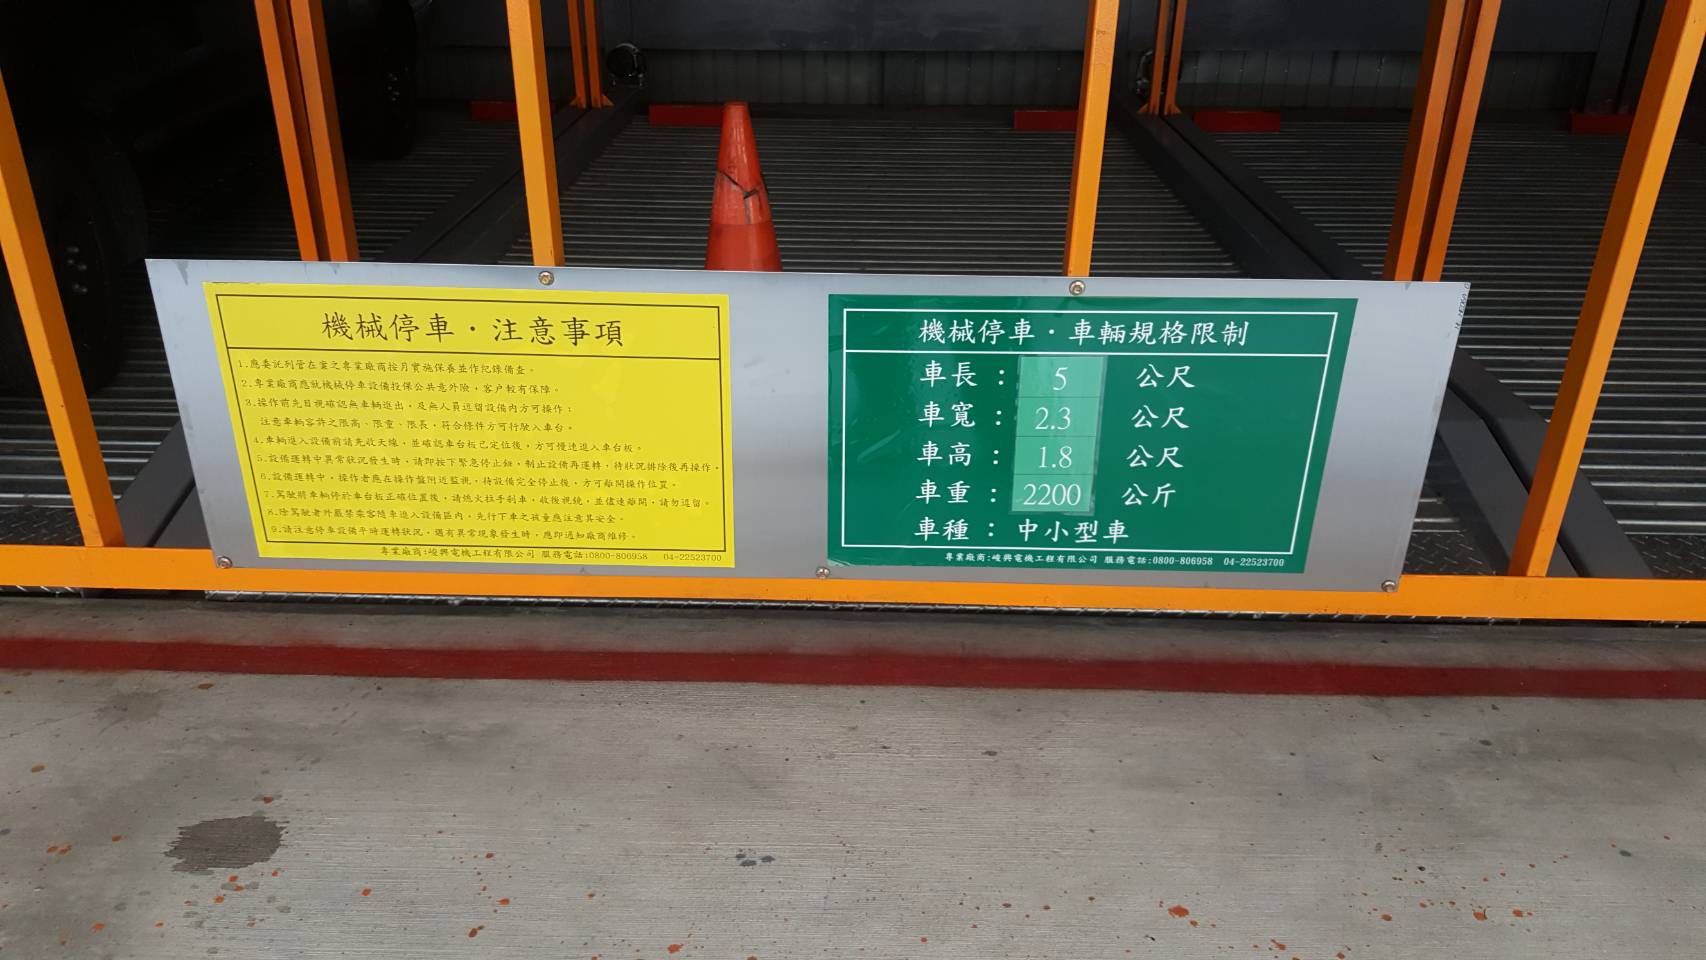 機械停車．注意事項
1.應委託列管在案之專業廠商按月實施保養並作紀錄備查。
2.專業廠商應就機械停車設備投保公共意外險，客户較有保障。
3.操作前先目視確認無車輛進出，及無人員逗留設備內方可操作；
注意車輛容許之限高、限重、限長，符合條件方可行駛入車台。
4.車輛進入設備前請先收天線，並確認車台板已定位後，方可慢速進入車台板。
5.設備運轉中異常狀況發生時，請即按下緊急停止鈕，制止設備再運轉，待狀況排除後再操作。
6.設備運轉中，操作者應在操作盤附近監視，待設備完全停止後，方可離開操作位置。
7.駕駛將車輛停於車台板正確位置後，請熄火拉手剎車，收後視鏡，並儘速離開，請勿逗留。
8.除駕駛者外嚴禁乘客隨車進入設備區內，先行下車之孩童應注意其安全。
9.請注意停車設備平時運轉狀況，遇有異常現象發生時，應即通知廠商維修。
專業廠商:峻興電機工程有限公司 服務電話:0800-806958 04-22523700
機械停車．車輛規格限制
車長： 5 公尺
車寬： 2.3 公尺
車高： 1.8 公尺
車重： 2200 公斤
車種：中小型車
專業廠商:峻興電機工程有限公司 服務電話:0800-806958 04-22523700